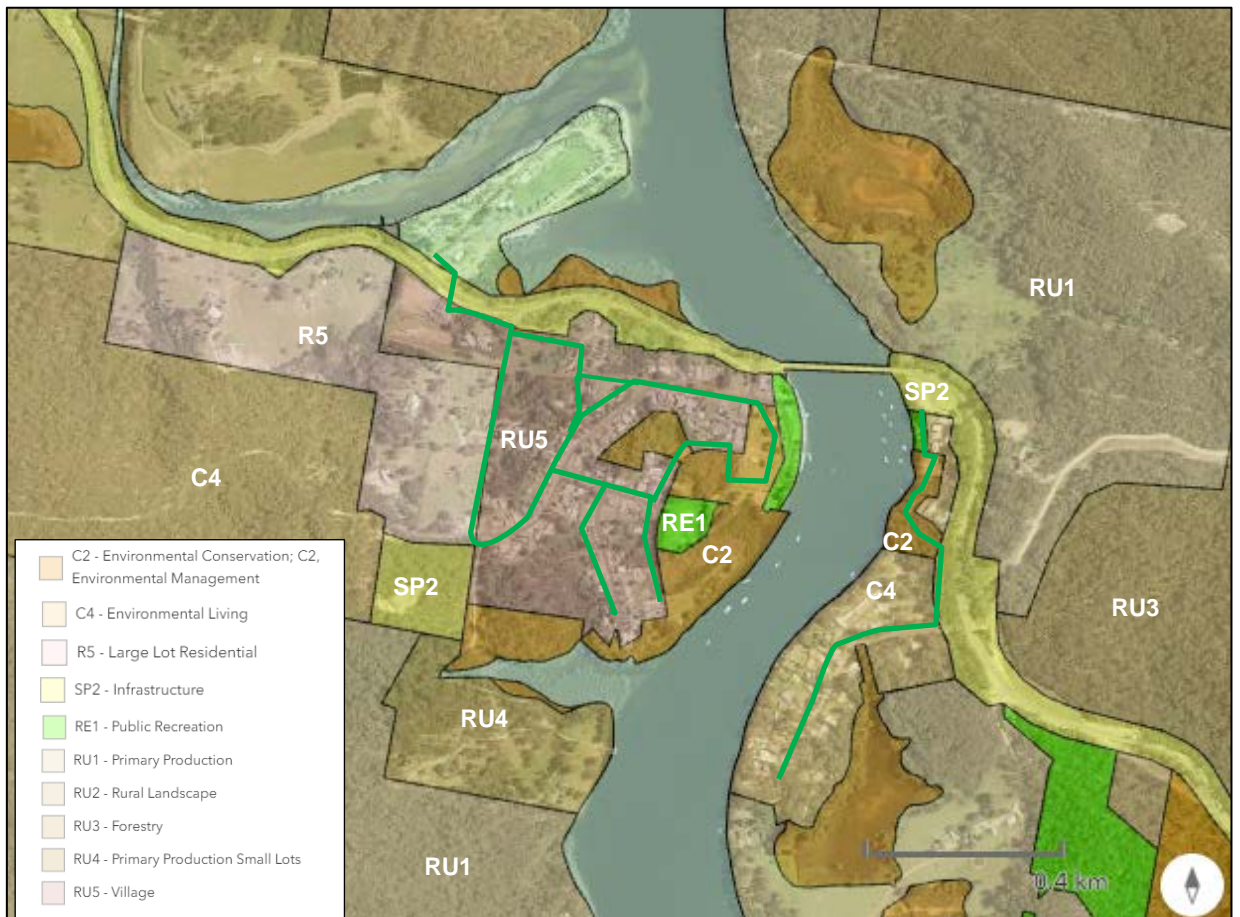 RU1
R5
SP2
RU5
C4
RE1
C2
C2
SP2
C4
RU3
RU4
RU1
0.4 km
C2 - Environmental Conservation; C2,
Environmental Management
C4 - Environmental Living
R5 - Large Lot Residential
SP2 - Infrastructure
RE1 - Public Recreation
RU1 - Primary Production
RU2 - Rural Landscape
RU3 - Forestry
RU4 - Primary Production Small Lots
RU5 - Village